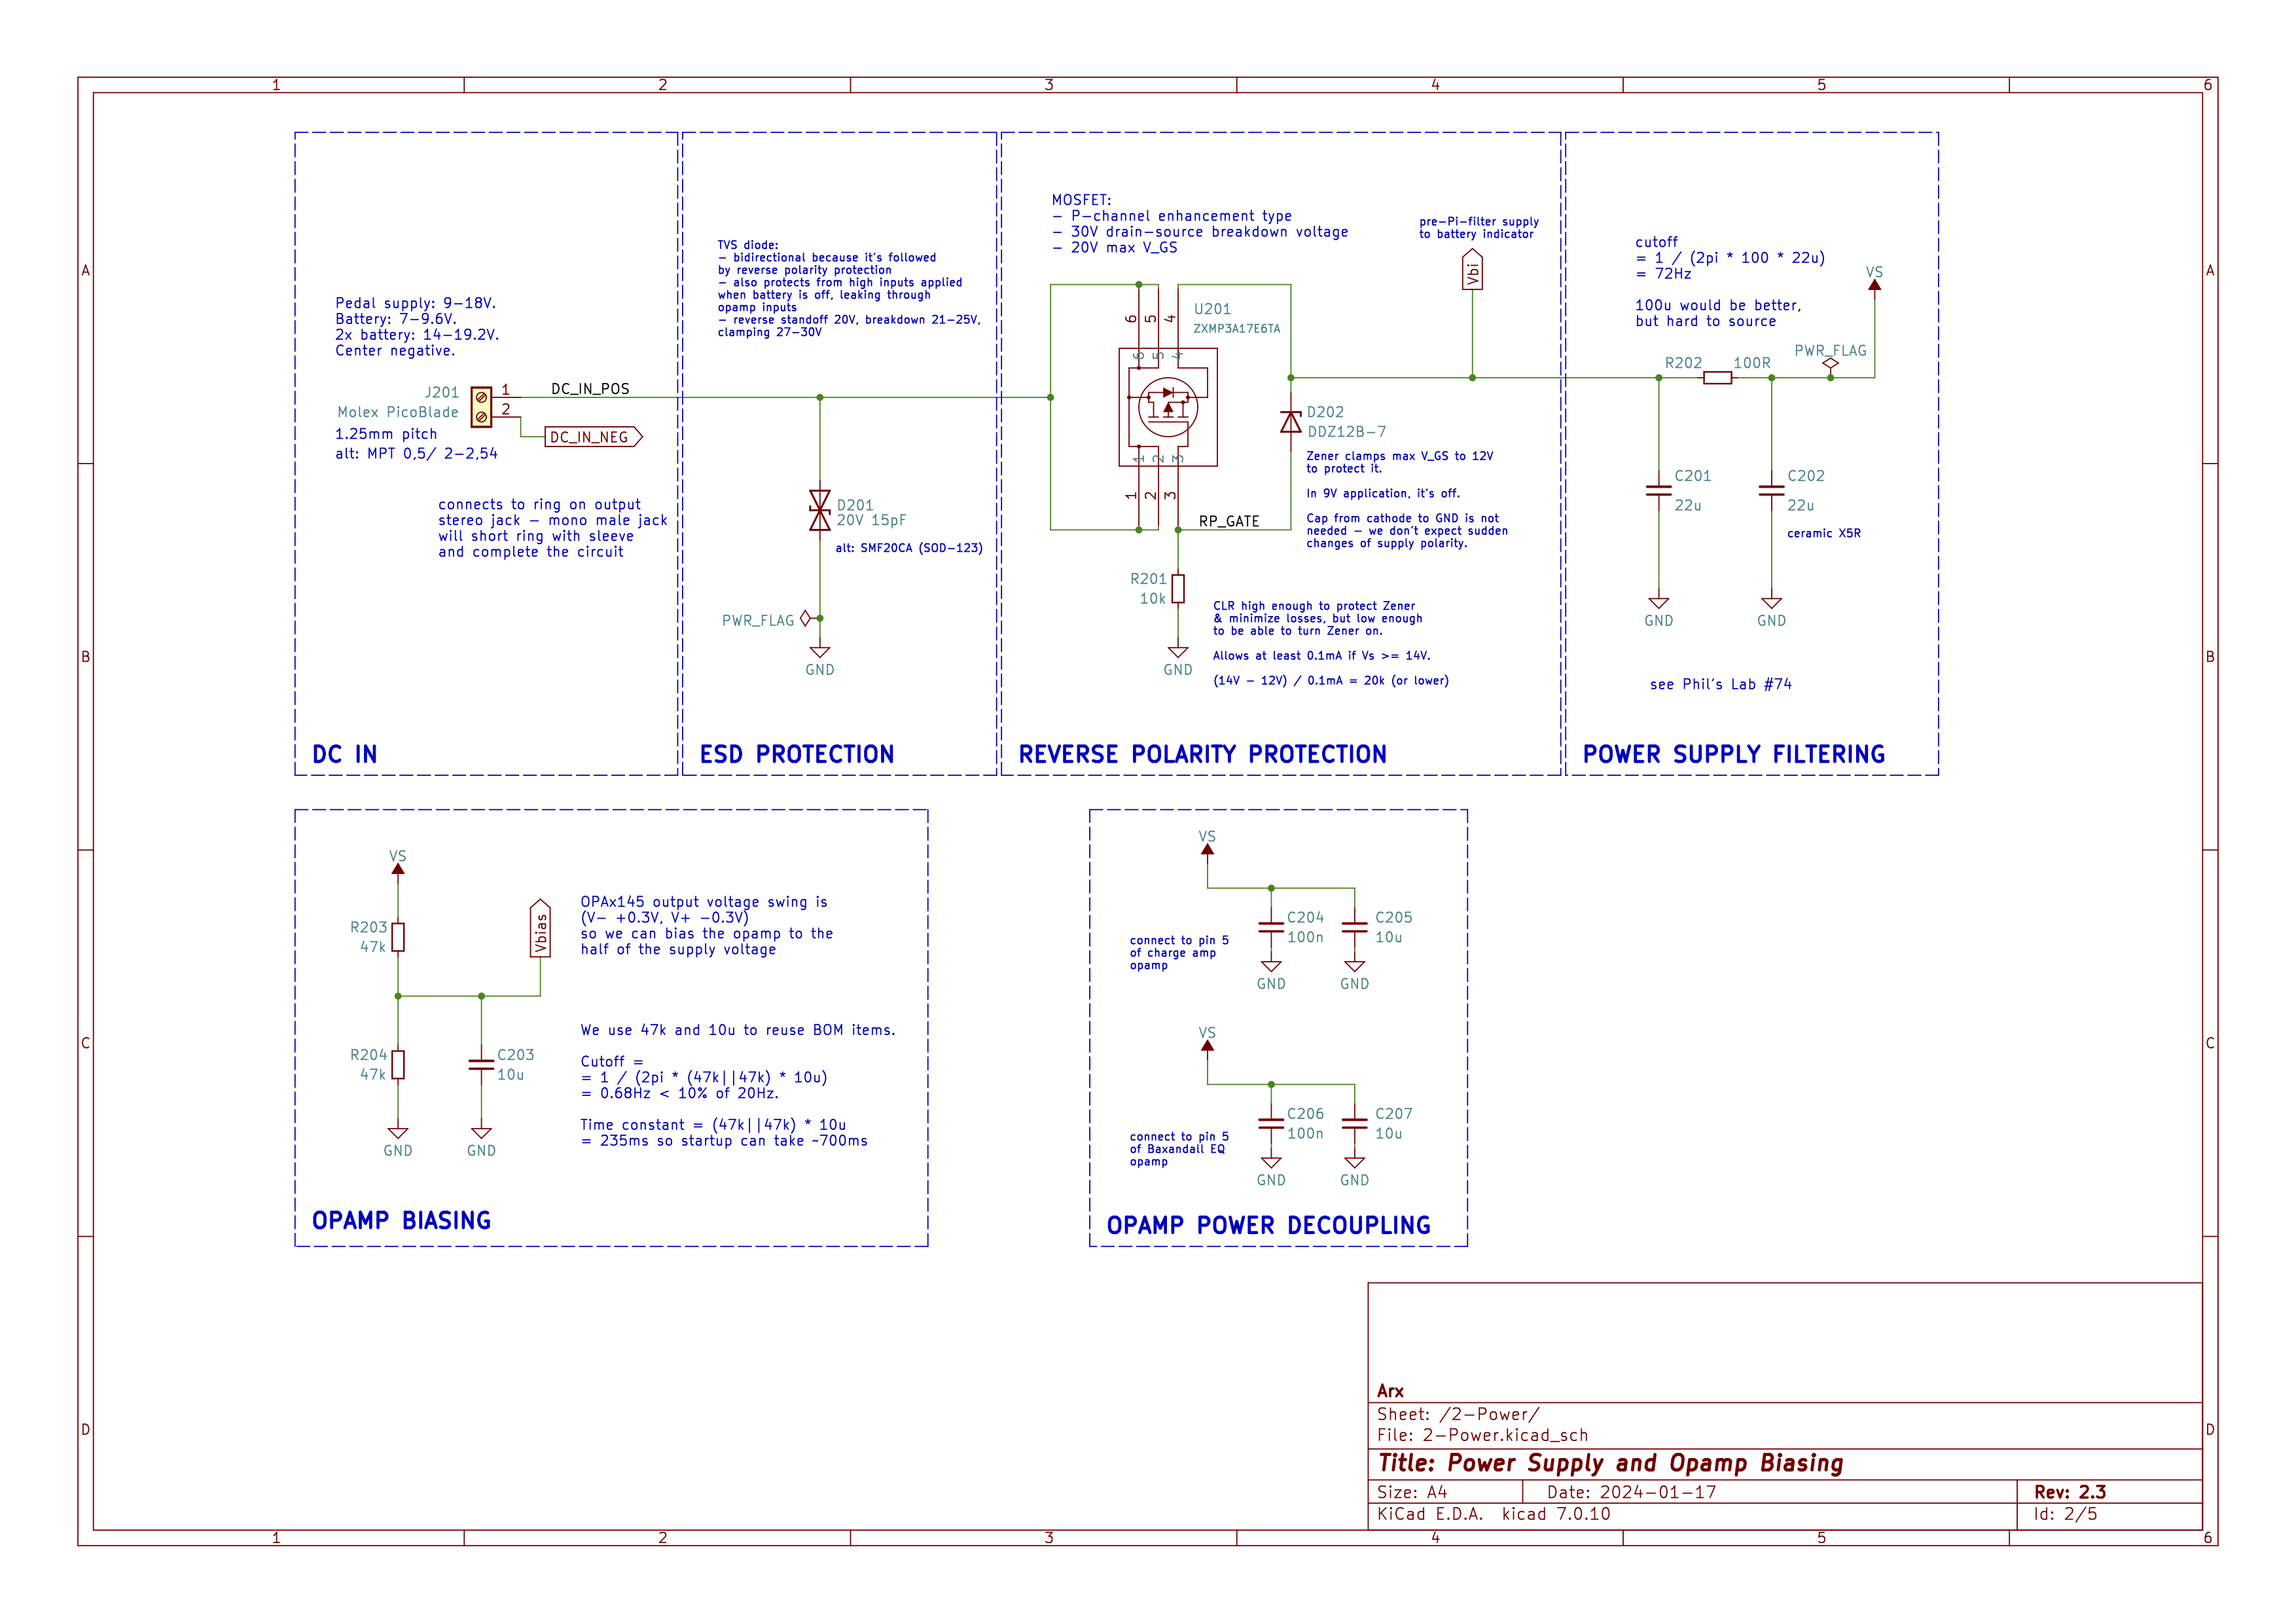 1 2 3 4 5 6
A
B
C
D
Pedal supply: 9-18V.
Battery: 7-9.6V.
2x battery: 14-19.2V.
Center negative.
J201
Molex PicoBlade
1.25mm pitch
alt: MPT 0,5/ 2-2,54
1
2
DC_IN_POS
DC_IN_NEG
connects to ring on output
stereo jack - mono male jack
will short ring with sleeve
and complete the circuit
DC IN
TVS diode:
- bidirectional because it's followed
by reverse polarity protection
- also protects from high inputs applied
when battery is off, leaking through
opamp inputs
- reverse standoff 20V, breakdown 21-25V,
clamping 27-30V
D201
20V 15pF
alt: SMF20CA (SOD-123)
PWR_FLAG
GND
ESD PROTECTION
MOSFET:
- P-channel enhancement type
- 30V drain-source breakdown voltage
- 20V max V_GS
pre-Pi-filter supply
to battery indicator
Vbi
U201
ZXMP3A17E6TA
6 5 4
6 5 4
1 2 3
1 2 3
RP_GATE
D202
DDZ12B-7
Zener clamps max V_GS to 12V
to protect it.
In 9V application, it's off.
Cap from cathode to GND is not
needed - we don't expect sudden
changes of supply polarity.
R201
10k
GND
CLR high enough to protect Zener
& minimize losses, but low enough
to be able to turn Zener on.
Allows at least 0.1mA if Vs >= 14V.
(14V - 12V) / 0.1mA = 20k (or lower)
REVERSE POLARITY PROTECTION
cutoff
= 1 / (2pi * 100 * 22u)
= 72Hz
100u would be better,
but hard to source
VS
PWR_FLAG
R202 100R
C201
22u
C202
22u
ceramic X5R
GND
GND
see Phil's Lab #74
POWER SUPPLY FILTERING
VS
R203
47k
Vbias
R204
47k
C203
10u
GND
GND
OPAx145 output voltage swing is
(V- +0.3V, V+ -0.3V)
so we can bias the opamp to the
half of the supply voltage
We use 47k and 10u to reuse BOM items.
Cutoff =
= 1 / (2pi * (47k||47k) * 10u)
= 0.68Hz < 10% of 20Hz.
Time constant = (47k||47k) * 10u
= 235ms so startup can take ~700ms
OPAMP BIASING
VS
C204
100n
C205
10u
connect to pin 5
of charge amp
opamp
GND
GND
VS
C206
100n
C207
10u
connect to pin 5
of Baxandall EQ
opamp
GND
GND
OPAMP POWER DECOUPLING
Arx
Sheet: /2-Power/
File: 2-Power.kicad_sch
Title: Power Supply and Opamp Biasing
Size: A4 Date: 2024-01-17 Rev: 2.3
KiCad E.D.A. kicad 7.0.10 Id: 2/5
A
B
C
D
1 2 3 4 5 6